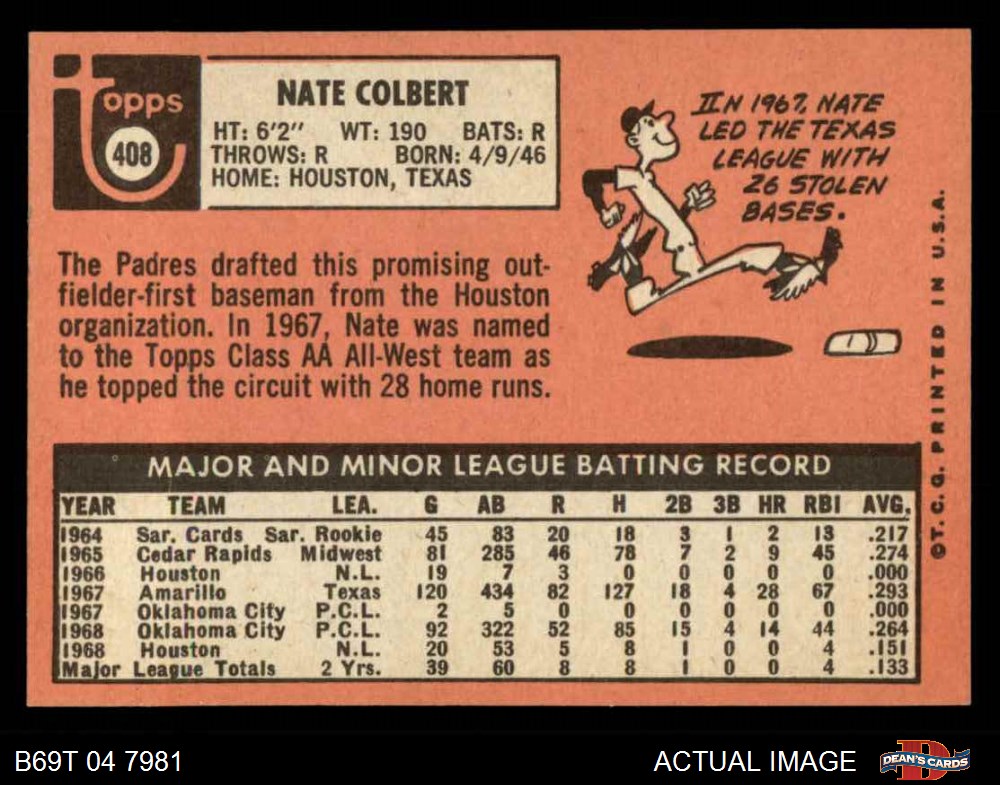 Topps
408
NATE COLBERT
HT: 6'2" WT: 190 BATS: R
THROWS: R BORN: 4/9/46
HOME: HOUSTON, TEXAS
IN 1967, NATE
LED THE TEXAS
LEAGUE WITH
26 STOLEN
BASES.
The Padres drafted this promising out-
fielder-first baseman from the Houston
organization. In 1967, Nate was named
to the Topps Class AA All-West team as
he topped the circuit with 28 home runs.
©T.C.G. PRINTED IN U.S.A.
MAJOR AND MINOR LEAGUE BATTING RECORD
YEAR TEAM LEA. G AB R H 2B 3B HR RBI AVG.
1964 Sar. Cards Sar. Rookie 45 83 20 18 3 1 2 13 .217
1965 Cedar Rapids Midwest 81 285 46 78 7 2 9 45 .274
1966 Houston N.L. 19 7 3 0 0 0 0 0 .000
1967 Amarillo Texas 120 434 82 127 18 4 28 67 .293
1967 Oklahoma City P.C.L. 2 5 0 0 0 0 0 0 .000
1968 Oklahoma City P.C.L. 92 322 52 85 15 4 14 44 .264
1968 Houston N.L. 20 53 5 8 1 0 0 4 .151
Major League Totals 2 Yrs. 39 60 8 8 1 0 0 4 .133
B69T 04 7981
ACTUAL IMAGE
DEAN'S CARDS